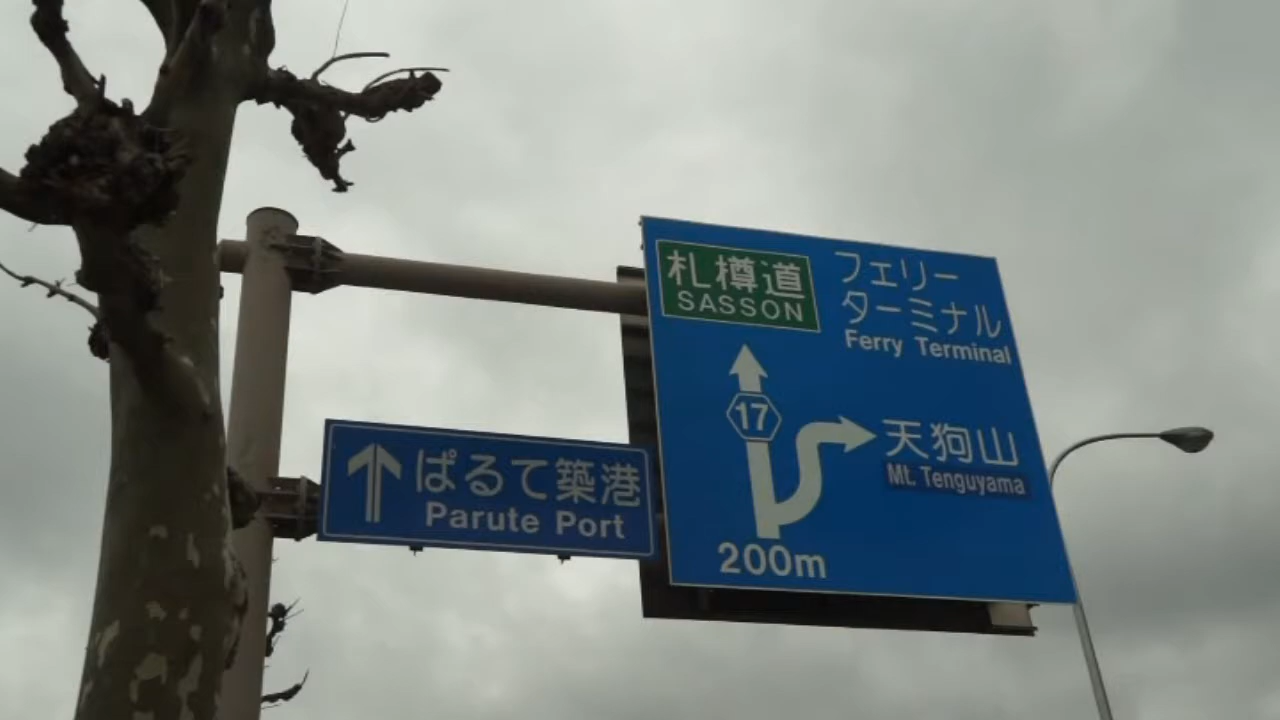 札樽道
SASSON
フェリー
ターミナル
Ferry Terminal
17
天狗山
Mt. Tenguyama
200m
ぱるて築港
Parute Port